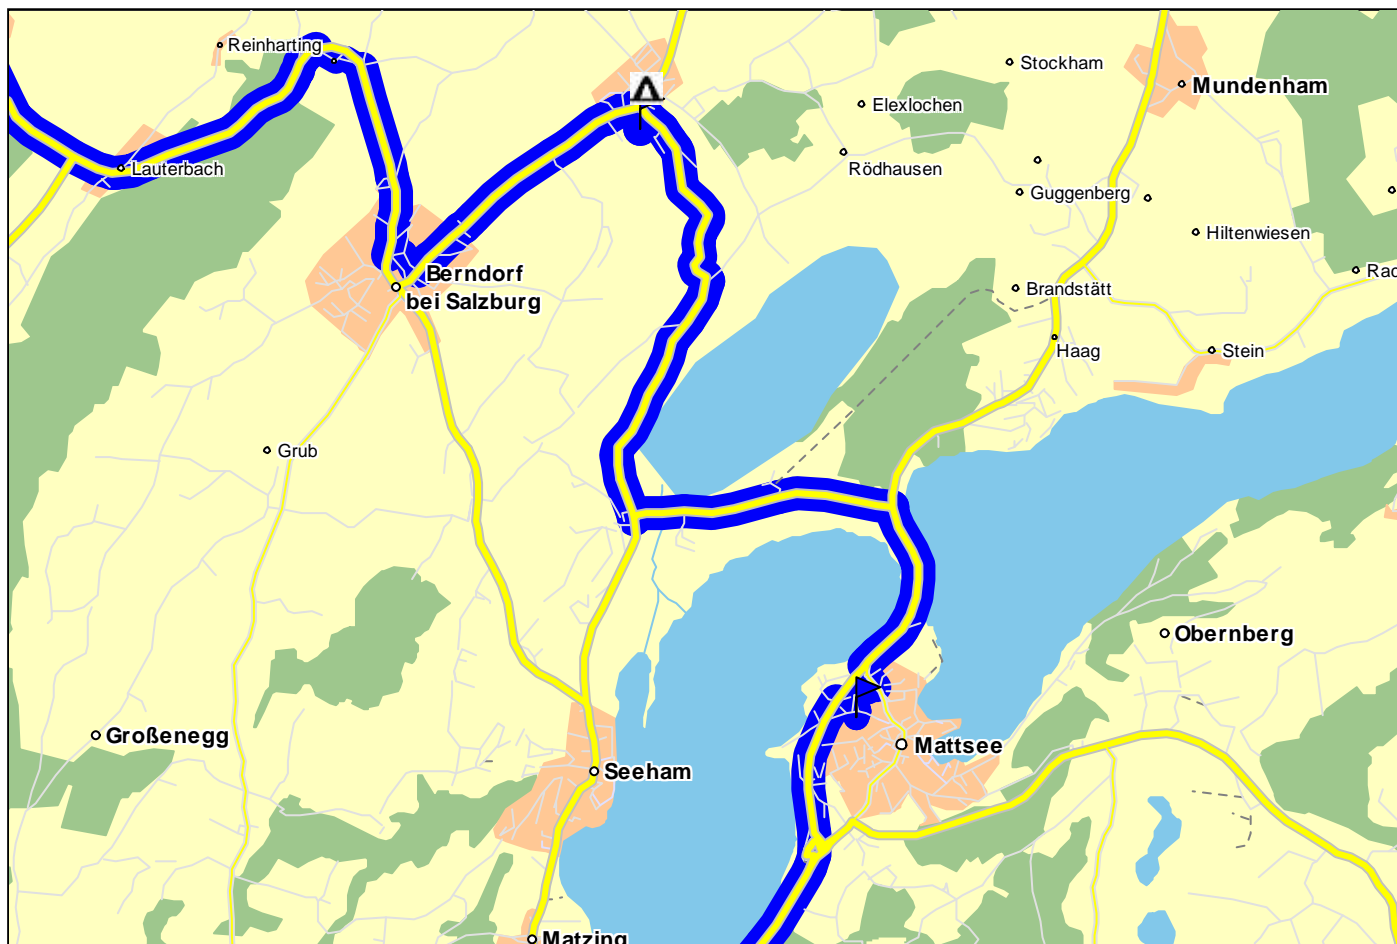 Reinharting
Stockham
Mundenham
Elexlochen
Lauterbach
Rödhausen
Guggenberg
Hiltenwiesen
Rad
Berndorf
bei Salzburg
Brandstätt
Haag
Stein
Grub
Obernberg
Großenegg
Mattsee
Seeham
Matzing